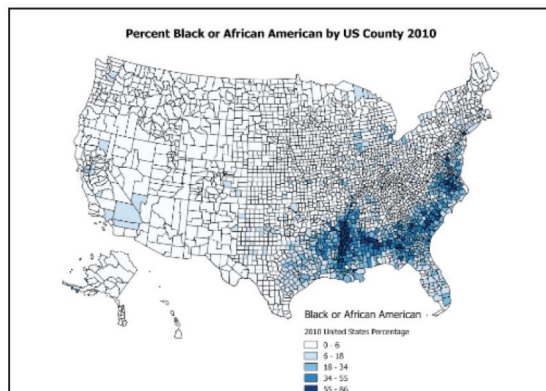 Percent Black or African American by US County 2010
Black or African American
2010 United States Percentage
0 - 6
6 - 18
18 - 34
34 - 55
55 - 86